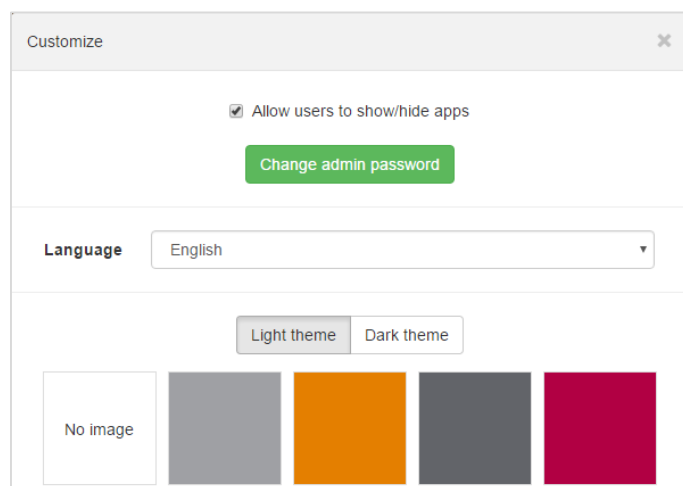 Customize
Allow users to show/hide apps
Change admin password
Language English
Light theme Dark theme
No image